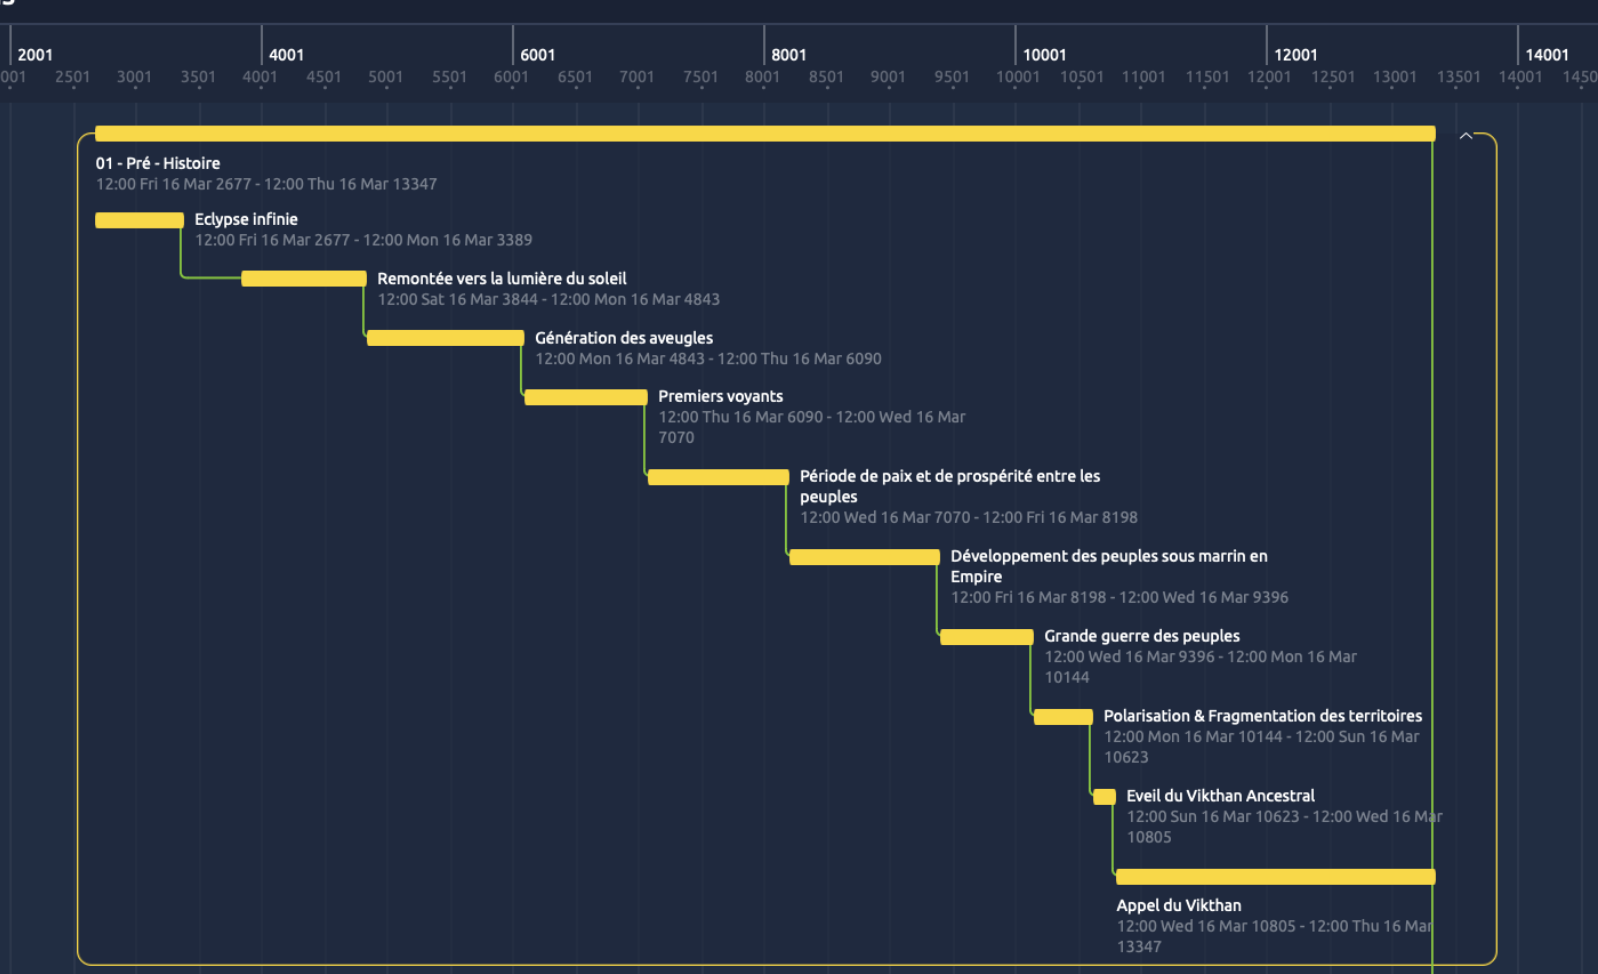 2001 4001 6001 8001 10001 12001 14001
001 2501 3001 3501 4001 4501 5001 5501 6001 6501 7001 7501 8001 8501 9001 9501 10001 10501 11001 11501 12001 12501 13001 13501 14001 1450
01 - Pré - Histoire
12:00 Fri 16 Mar 2677 - 12:00 Thu 16 Mar 13347
Eclypse infinie
12:00 Fri 16 Mar 2677 - 12:00 Mon 16 Mar 3389
Remontée vers la lumière du soleil
12:00 Sat 16 Mar 3844 - 12:00 Mon 16 Mar 4843
Génération des aveugles
12:00 Mon 16 Mar 4843 - 12:00 Thu 16 Mar 6090
Premiers voyants
12:00 Thu 16 Mar 6090 - 12:00 Wed 16 Mar
7070
Période de paix et de prospérité entre les
peuples
12:00 Wed 16 Mar 7070 - 12:00 Fri 16 Mar 8198
Développement des peuples sous marrin en
Empire
12:00 Fri 16 Mar 8198 - 12:00 Wed 16 Mar 9396
Grande guerre des peuples
12:00 Wed 16 Mar 9396 - 12:00 Mon 16 Mar
10144
Polarisation & Fragmentation des territoires
12:00 Mon 16 Mar 10144 - 12:00 Sun 16 Mar
10623
Eveil du Vikthan Ancestral
12:00 Sun 16 Mar 10623 - 12:00 Wed 16 Mar
10805
Appel du Vikthan
12:00 Wed 16 Mar 10805 - 12:00 Thu 16 Mar
13347